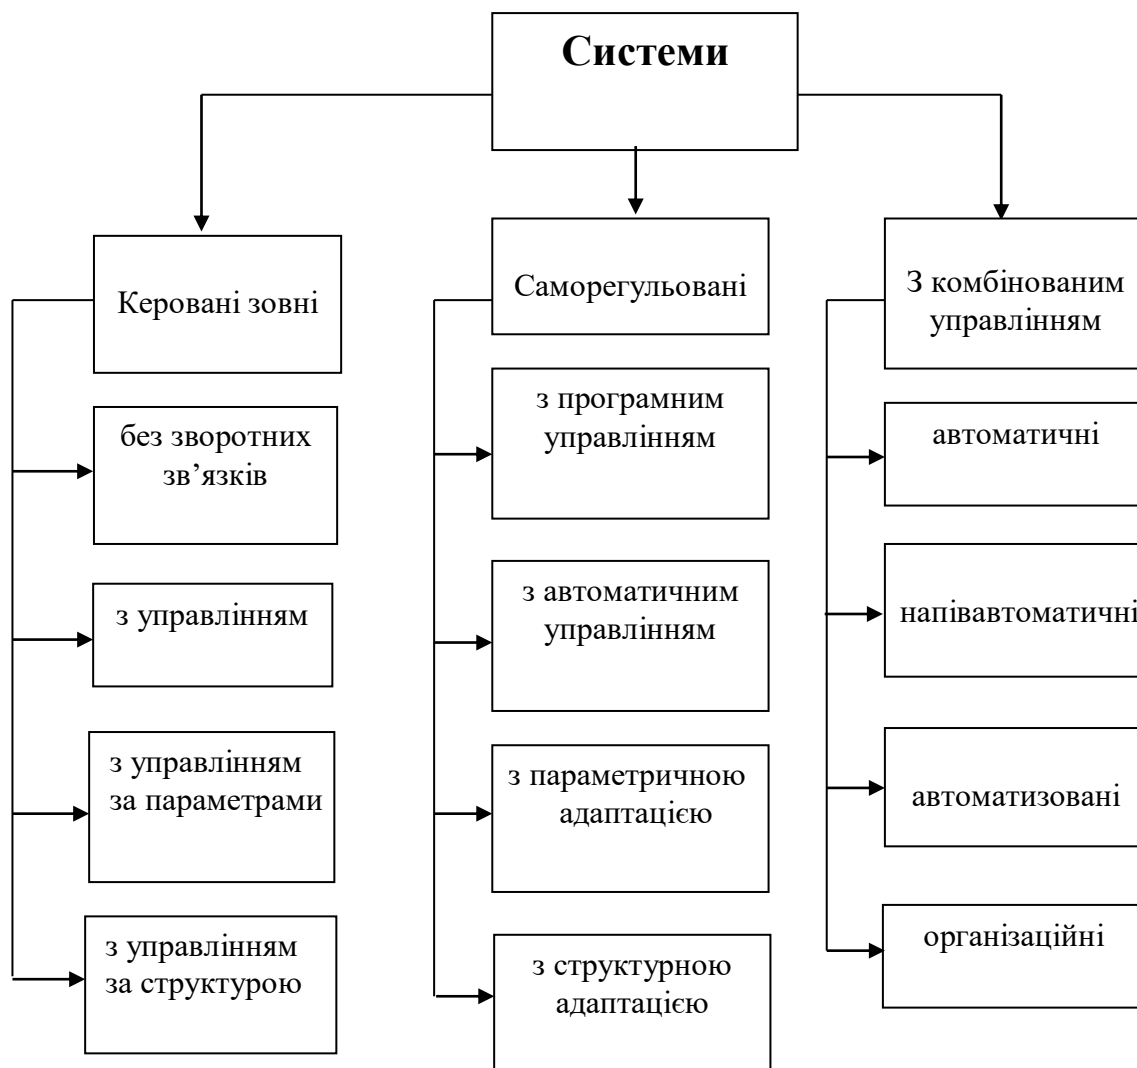 Системи
Керовані зовні
без зворотних
зв’язків
з управлінням
з управлінням
за параметрами
з управлінням
за структурою
Саморегульовані
з програмним
управлінням
з автоматичним
управлінням
з параметричною
адаптацією
з структурною
адаптацією
З комбінованим
управлінням
автоматичні
напівавтоматичні
автоматизовані
організаційні